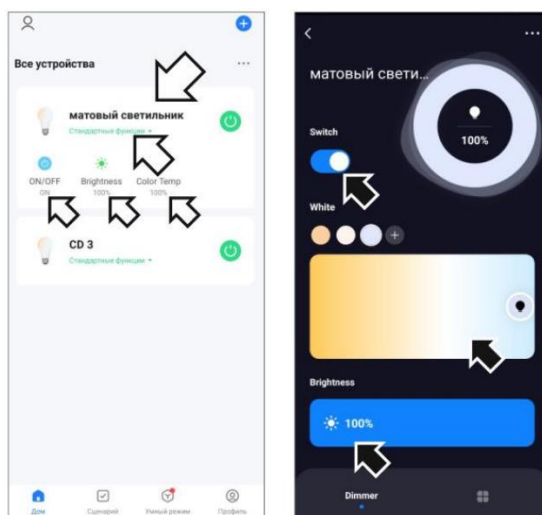 Все устройства
матовый светильник
Стандартные функции
ON/OFF Brightness Color Temp
ON 100% 100%
CD 3
Стандартные функции
Дом Сценарий Умный режим Профиль
матовый свети...
100%
Switch
White
Brightness
100%
Dimmer